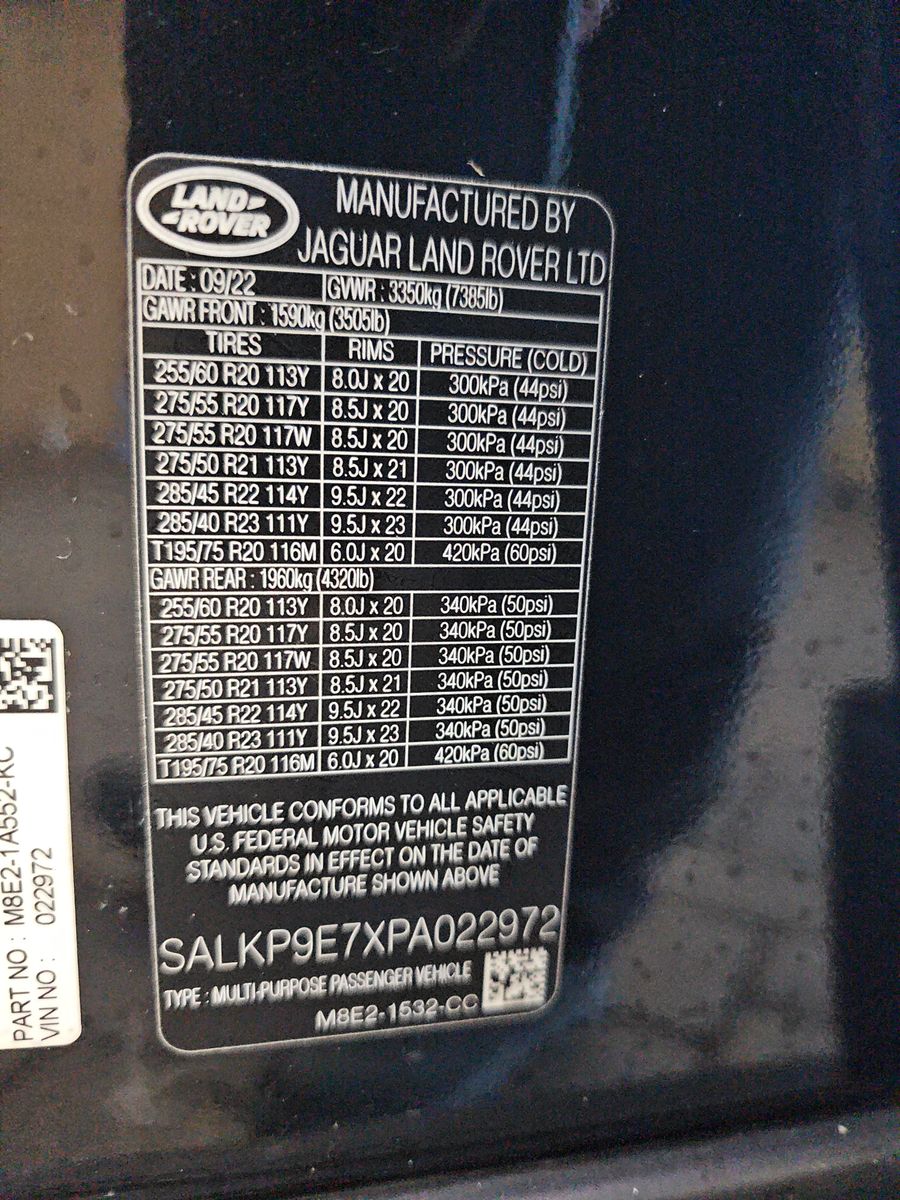 LAND
ROVER
MANUFACTURED BY
JAGUAR LAND ROVER LTD
DATE : 09/22 GVWR : 3350kg (7385lb)
GAWR FRONT : 1590kg (3505lb)
TIRES RIMS PRESSURE (COLD)
255/60 R20 113Y 8.0J x 20 300kPa (44psi)
275/55 R20 117Y 8.5J x 20 300kPa (44psi)
275/55 R20 117W 8.5J x 20 300kPa (44psi)
275/50 R21 113Y 8.5J x 21 300kPa (44psi)
285/45 R22 114Y 9.5J x 22 300kPa (44psi)
285/40 R23 111Y 9.5J x 23 300kPa (44psi)
T195/75 R20 116M 6.0J x 20 420kPa (60psi)
GAWR REAR : 1960kg (4320lb)
255/60 R20 113Y 8.0J x 20 340kPa (50psi)
275/55 R20 117Y 8.5J x 20 340kPa (50psi)
275/55 R20 117W 8.5J x 20 340kPa (50psi)
275/50 R21 113Y 8.5J x 21 340kPa (50psi)
285/45 R22 114Y 9.5J x 22 340kPa (50psi)
285/40 R23 111Y 9.5J x 23 340kPa (50psi)
T195/75 R20 116M 6.0J x 20 420kPa (60psi)
THIS VEHICLE CONFORMS TO ALL APPLICABLE
U.S. FEDERAL MOTOR VEHICLE SAFETY
STANDARDS IN EFFECT ON THE DATE OF
MANUFACTURE SHOWN ABOVE
SALKP9E7XPA022972
TYPE : MULTI-PURPOSE PASSENGER VEHICLE
M8E2-1532-CC
PART NO : M8E2-1A552-KC
VIN NO : 022972